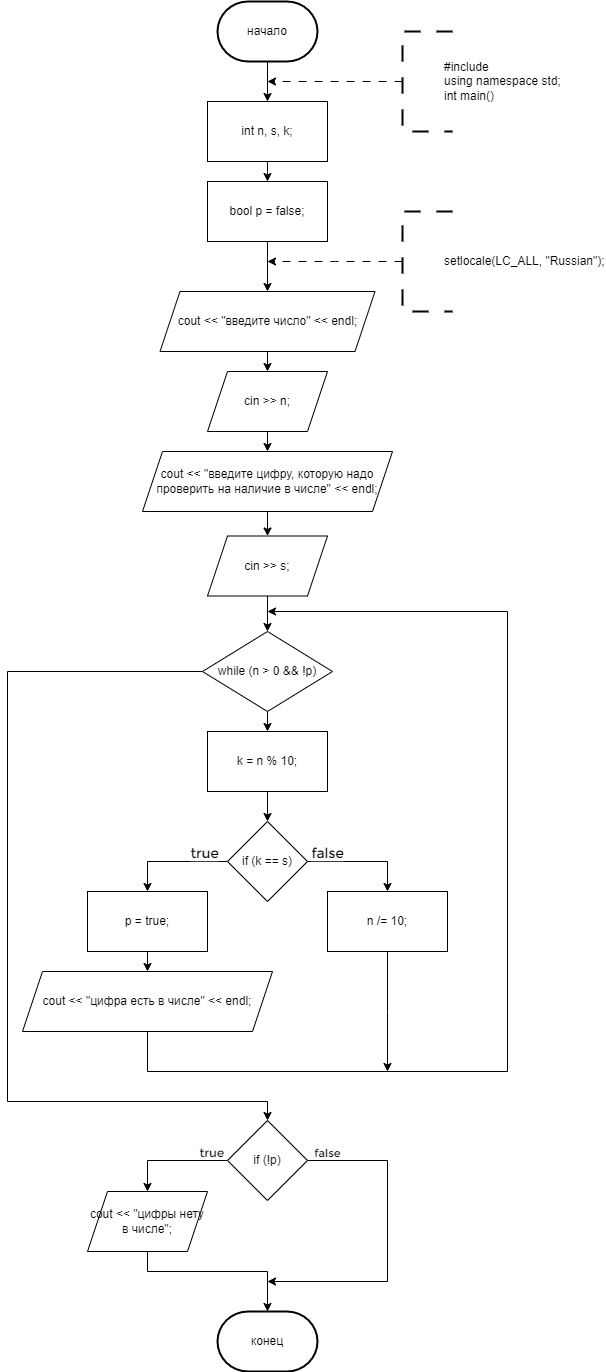 начало
#include
using namespace std;
int main()
int n, s, k;
bool p = false;
setlocale(LC_ALL, "Russian");
cout << "введите число" << endl;
cin >> n;
cout << "введите цифру, которую надо
проверить на наличие в числе" << endl;
cin >> s;
while (n > 0 && !p)
k = n % 10;
true
if (k == s)
false
p = true;
n /= 10;
cout << "цифра есть в числе" << endl;
true
if (!p)
false
cout << "цифры нету
в числе";
конец